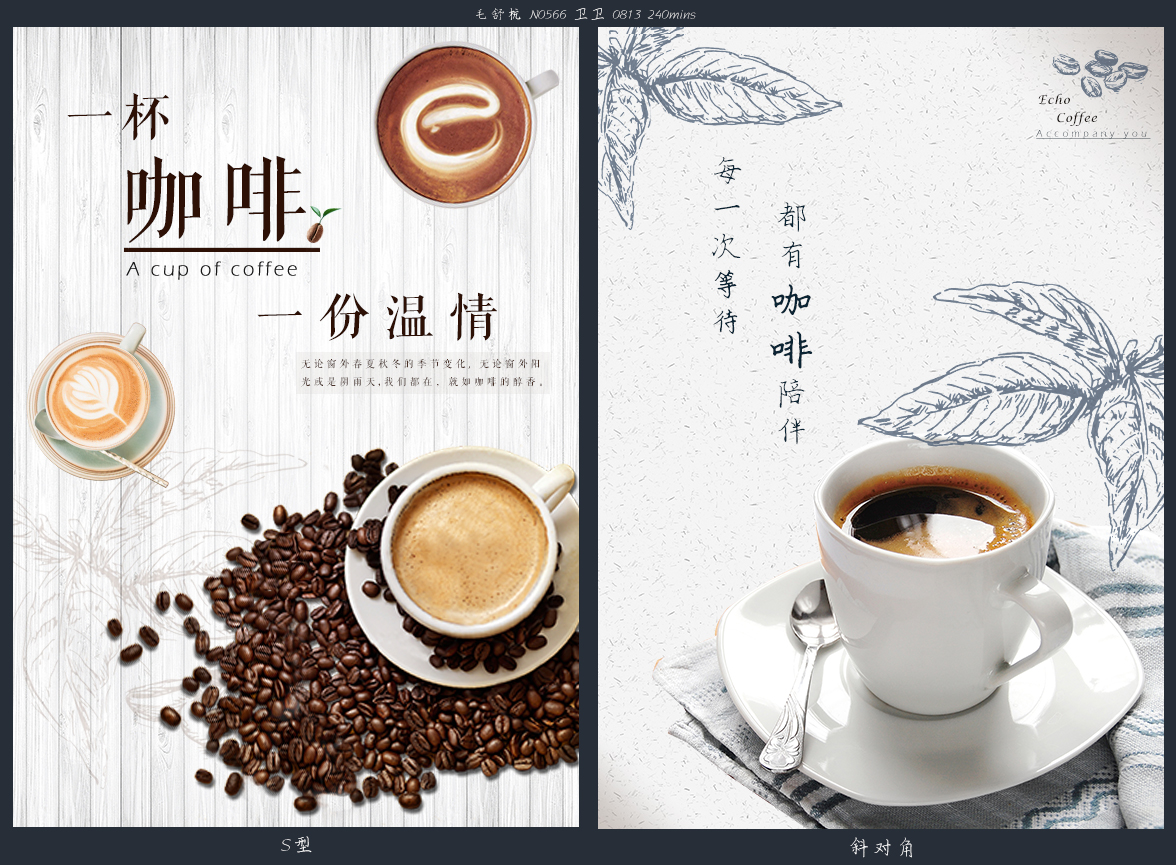 毛舒梳 N0566 卫卫 0813 240mins
一杯
咖啡
A cup of coffee
一份温情
无论窗外春夏秋冬的季节变化，无论窗外阳
光或是阴雨天,我们都在，就如咖啡的醇香。
S型
Echo
Coffee
Accompany you
每一次等待
都有咖啡陪伴
斜对角